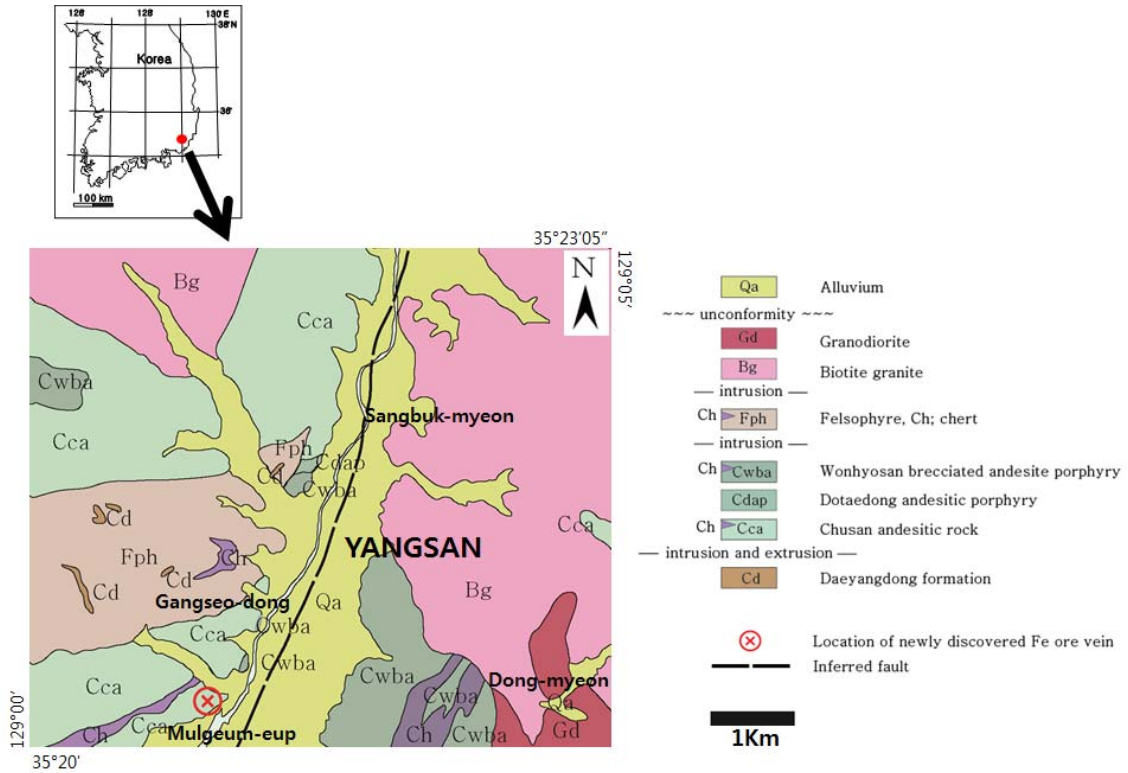 126° 128° 130°E
38°N
Korea
36°
100 km
35°23′05″
129°05′
N
Bg
Cca
Cwba
Sangbuk-myeon
Cca
Fph
Cdap
Cd
Cwba
Cd
Cca
YANGSAN
Fph
Ch
Cd
Cd
Bg
Gangseo-dong
Qa
Cca
Cwba
Cwba
Cwba
Dong-myeon
Cca
Cwba
Qa
129°00′
Cca
Mulgeum-eup
Ch
Ch
Cwba
Gd
35°20′
Qa Alluvium
~~~ unconformity ~~~
Gd Granodiorite
Bg Biotite granite
— intrusion —
Ch Fph Felsophyre, Ch; chert
— intrusion —
Ch Cwba Wonhyosan brecciated andesite porphyry
Cdap Dotaedong andesitic porphyry
Ch Cca Chusan andesitic rock
— intrusion and extrusion —
Cd Daeyangdong formation
Location of newly discovered Fe ore vein
Inferred fault
1Km